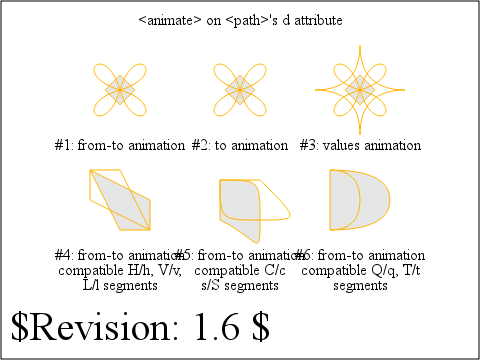 <animate> on <path>'s d attribute
#1: from-to animation
#2: to animation
#3: values animation
#4: from-to animation
compatible H/h, V/v,
L/l segments
#5: from-to animation
compatible C/c
s/S segments
#6: from-to animation
compatible Q/q, T/t
segments
$Revision: 1.6 $